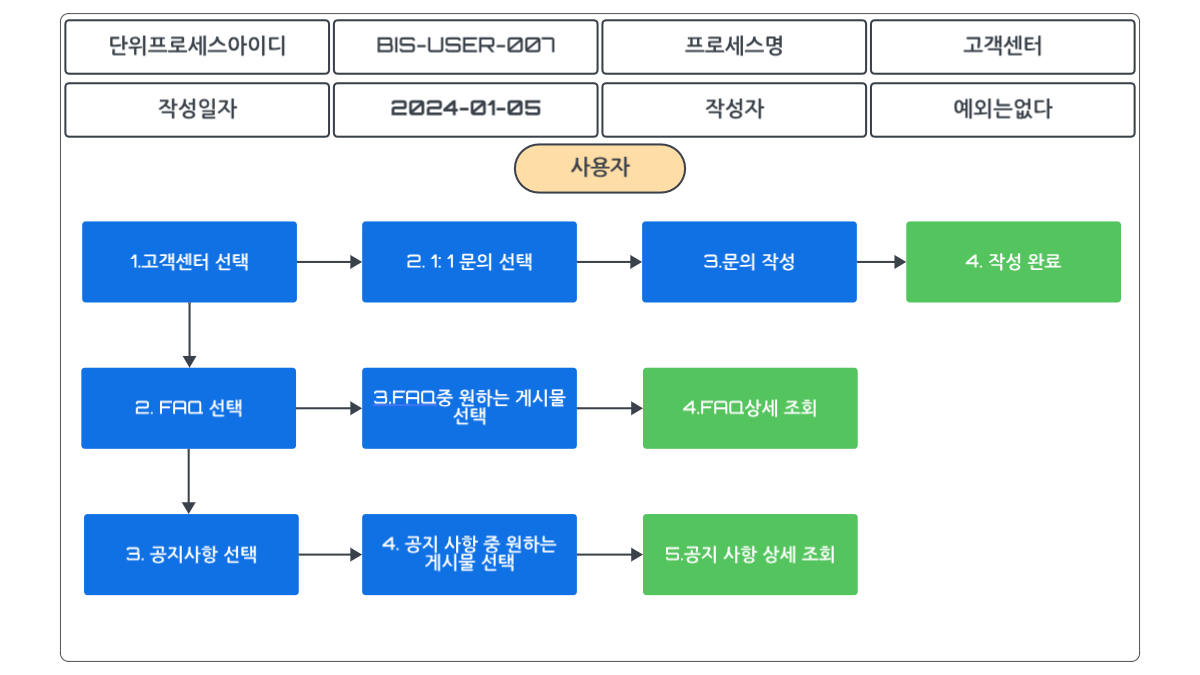 단위프로세스아이디
BIS-USER-007
프로세스명
고객센터
작성일자
2024-01-05
작성자
예외는없다
사용자
1.고객센터 선택
2. 1: 1 문의 선택
3.문의 작성
4. 작성 완료
2. FAQ 선택
3.FAQ중 원하는 게시물
선택
4.FAQ상세 조회
3. 공지사항 선택
4. 공지 사항 중 원하는
게시물 선택
5.공지 사항 상세 조회